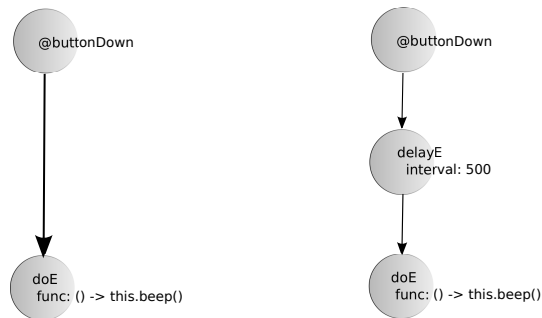 @buttonDown
doE
func: () -> this.beep()
@buttonDown
delayE
interval: 500
doE
func: () -> this.beep()